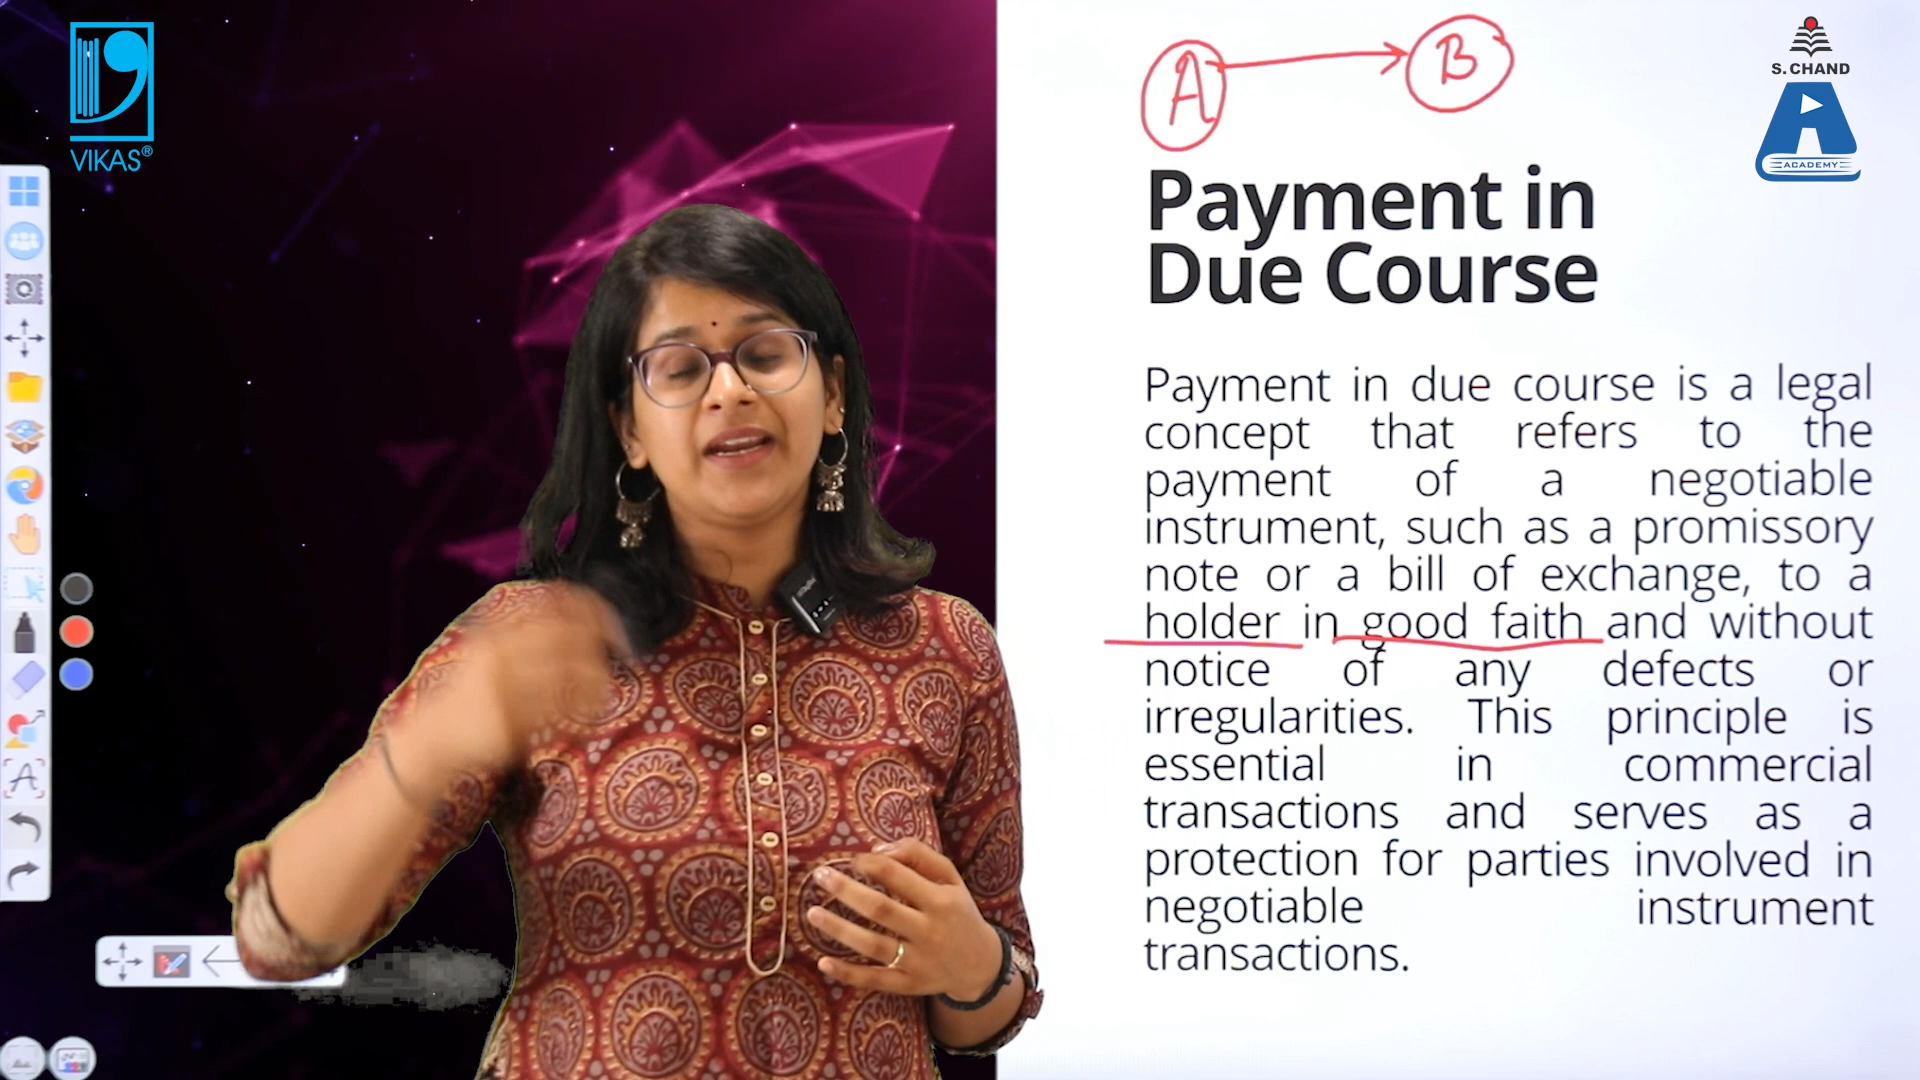 VIKAS®
A B
S. CHAND
A
ACADEMY
Payment in
Due Course
Payment in due course is a legal
concept that refers to the
payment of a negotiable
instrument, such as a promissory
note or a bill of exchange, to a
holder in good faith and without
notice of any defects or
irregularities. This principle is
essential in commercial
transactions and serves as a
protection for parties involved in
negotiable instrument
transactions.